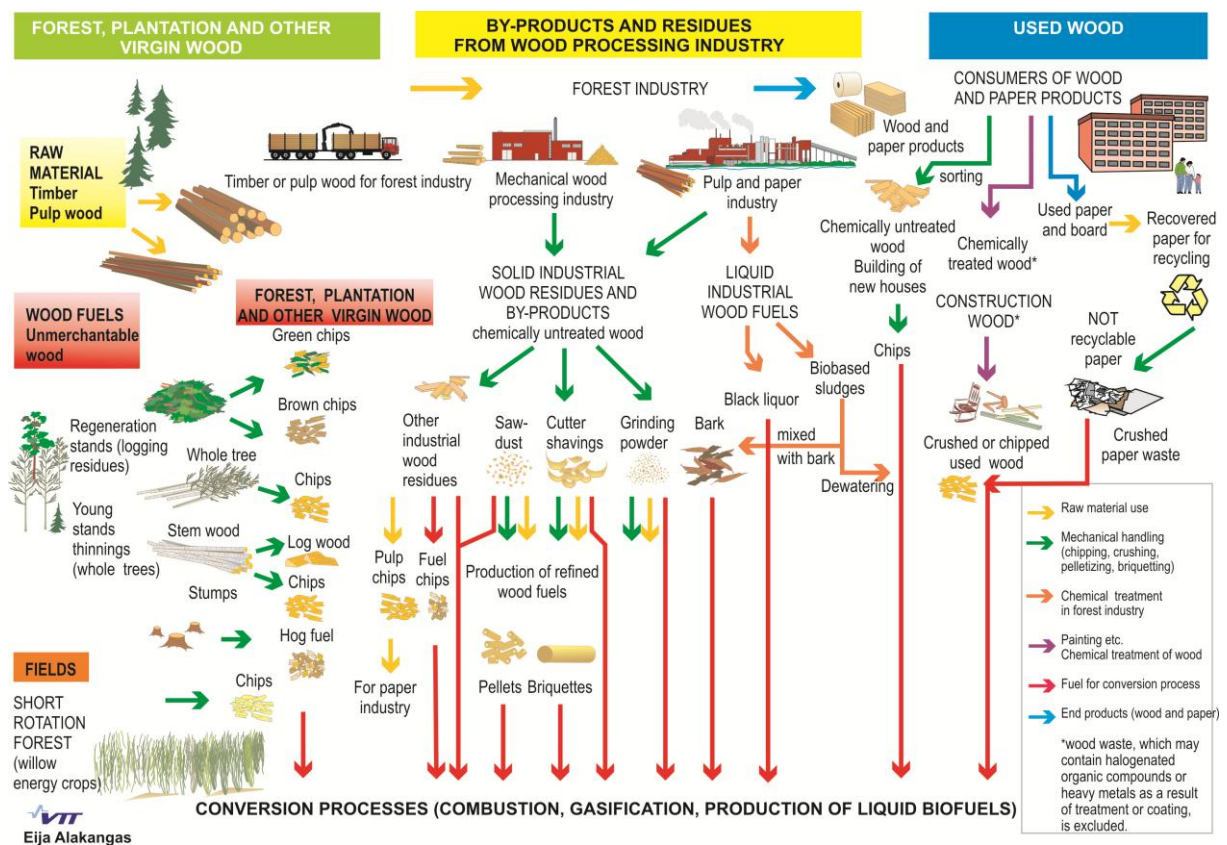 FOREST, PLANTATION AND OTHER
VIRGIN WOOD
BY-PRODUCTS AND RESIDUES
FROM WOOD PROCESSING INDUSTRY
USED WOOD
RAW
MATERIAL
Timber
Pulp wood
Timber or pulp wood for forest industry
FOREST INDUSTRY
Mechanical wood
processing industry
Pulp and paper
industry
Wood and
paper products
CONSUMERS OF WOOD
AND PAPER PRODUCTS
sorting
Chemically untreated
wood
Building of
new houses
Chemically
treated wood*
Used paper
and board
Recovered
paper for
recycling
WOOD FUELS
Unmerchantable
wood
FOREST, PLANTATION
AND OTHER VIRGIN WOOD
Green chips
Brown chips
Regeneration
stands (logging
residues)
Whole tree
Chips
Young
stands
thinnings
(whole trees)
Stem wood
Log wood
Chips
Stumps
Hog fuel
FIELDS
Chips
SHORT
ROTATION
FOREST
(willow
energy crops)
SOLID INDUSTRIAL
WOOD RESIDUES AND
BY-PRODUCTS
chemically untreated wood
LIQUID
INDUSTRIAL
WOOD FUELS
Other
industrial
wood
residues
Saw-
dust
Cutter
shavings
Grinding
powder
Bark
Black liquor
Biobased
sludges
mixed
with bark
Dewatering
Chips
Pulp
chips
Fuel
chips
Production of refined
wood fuels
For paper
industry
Pellets
Briquettes
CONSTRUCTION
WOOD*
NOT
recyclable
paper
Crushed or chipped
used wood
Crushed
paper waste
Raw material use
Mechanical handling
(chipping, crushing,
pelletizing, briquetting)
Chemical treatment
in forest industry
Painting etc.
Chemical treatment of wood
Fuel for conversion process
End products (wood and paper)
*wood waste, which may
contain halogenated
organic compounds or
heavy metals as a result
of treatment or coating,
is excluded.
CONVERSION PROCESSES (COMBUSTION, GASIFICATION, PRODUCTION OF LIQUID BIOFUELS)
VTT
Eija Alakangas